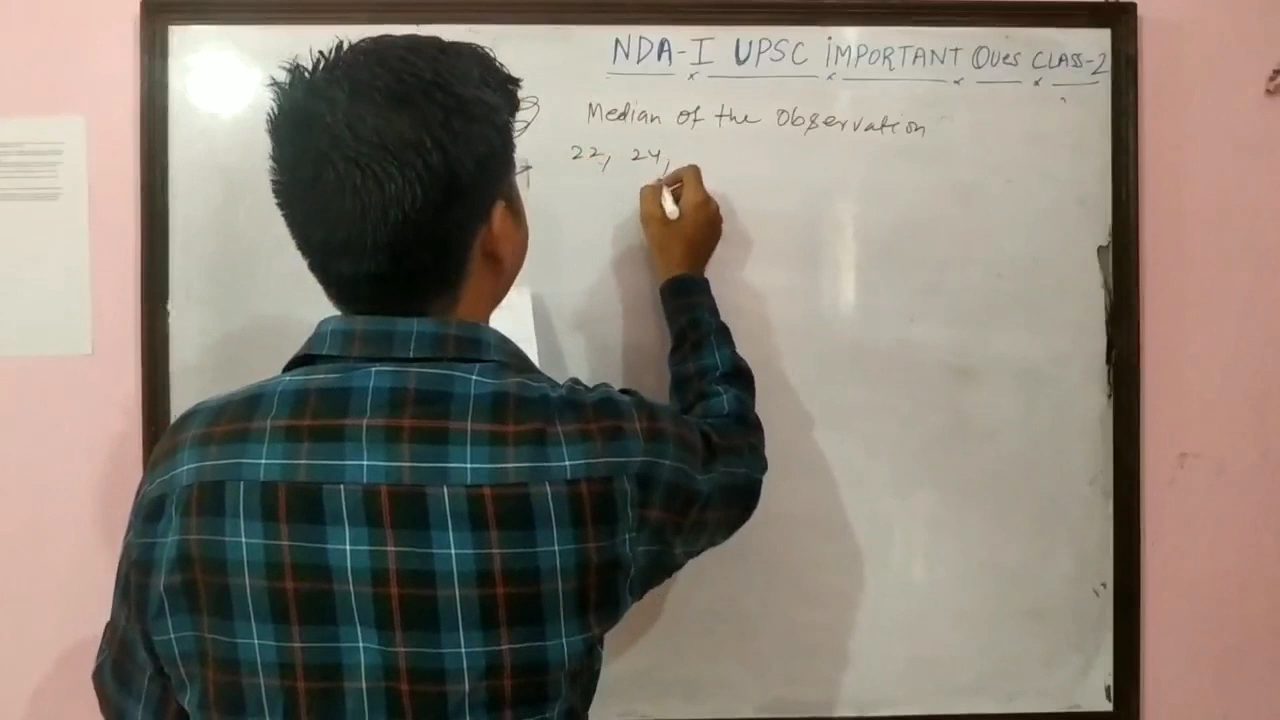 NDA-I UPSC iMPORTANT Ques CLASS-2
Median of the Observation
22, 24,